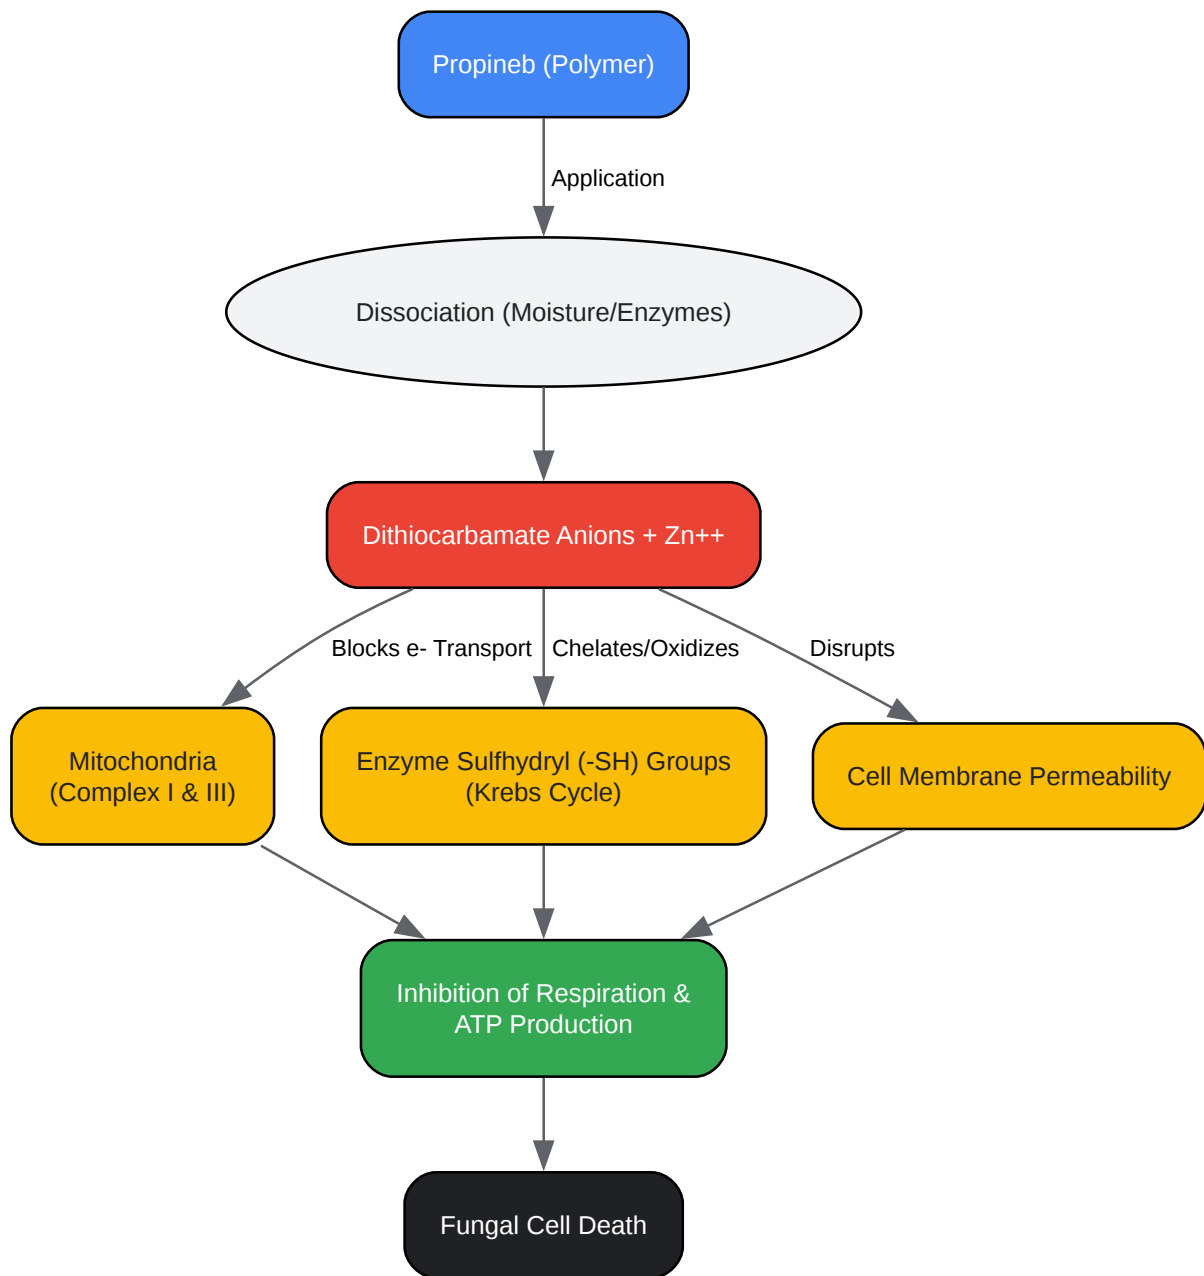 Propineb (Polymer)
Application
Dissociation (Moisture/Enzymes)
Dithiocarbamate Anions + Zn++
Blocks e- Transport
Chelates/Oxidizes
Disrupts
Mitochondria
(Complex I & III)
Enzyme Sulfhydryl (-SH) Groups
(Krebs Cycle)
Cell Membrane Permeability
Inhibition of Respiration &
ATP Production
Fungal Cell Death